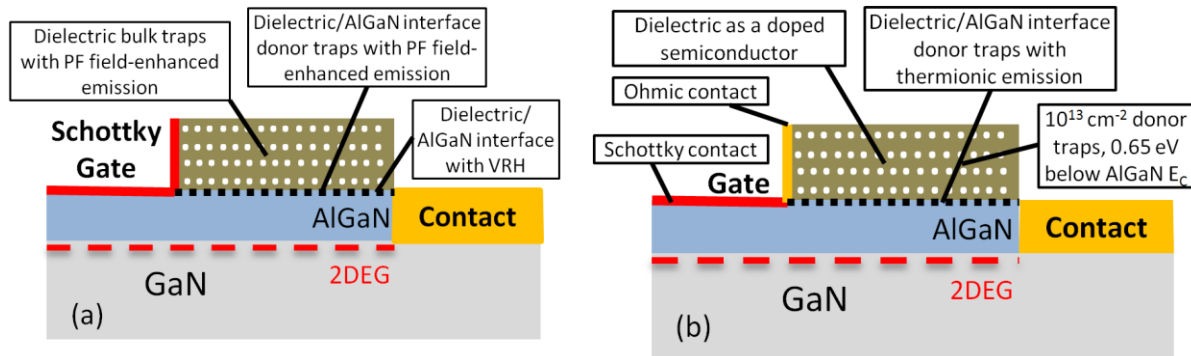 Dielectric bulk traps
with PF field-enhanced
emission
Dielectric/AlGaN interface
donor traps with PF field-
enhanced emission
Dielectric/
AlGaN interface
with VRH
Schottky
Gate
AlGaN
Contact
2DEG
GaN
(a)
Dielectric as a doped
semiconductor
Dielectric/AlGaN interface
donor traps with
thermionic emission
Ohmic contact
10¹³ cm⁻² donor
traps, 0.65 eV
below AlGaN E_C
Schottky contact
Gate
AlGaN
Contact
2DEG
GaN
(b)